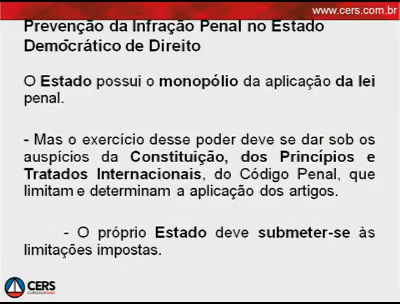 www.cers.com.br
Prevenção da Infração Penal no Estado
Democrático de Direito
O Estado possui o monopólio da aplicação da lei
penal.
- Mas o exercício desse poder deve se dar sob os
auspícios da Constituição, dos Princípios e
Tratados Internacionais, do Código Penal, que
limitam e determinam a aplicação dos artigos.
- O próprio Estado deve submeter-se às
limitações impostas.
CERS